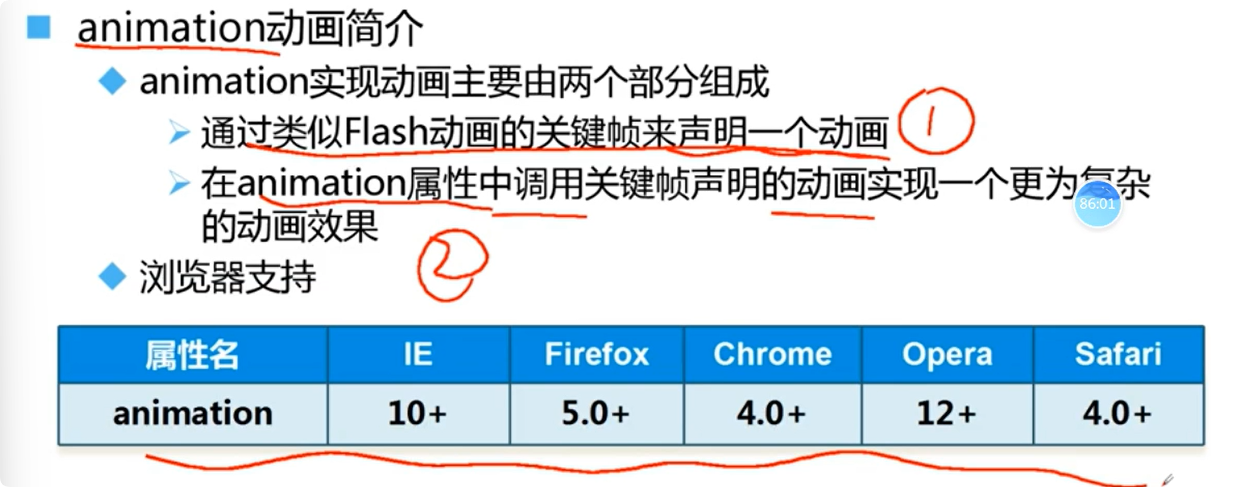 animation动画简介
animation实现动画主要由两个部分组成
通过类似Flash动画的关键帧来声明一个动画
1
在animation属性中调用关键帧声明的动画实现一个更为复杂
86:01
的动画效果
2
浏览器支持
属性名 IE Firefox Chrome Opera Safari
animation 10+ 5.0+ 4.0+ 12+ 4.0+